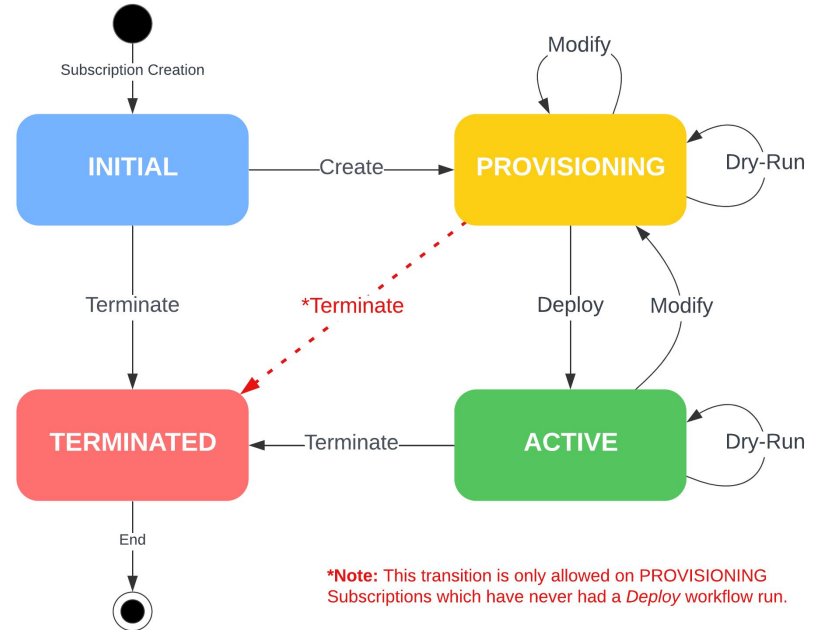 Modify
Subscription Creation
INITIAL
Create
PROVISIONING
Dry-Run
Terminate
*Terminate
Deploy
Modify
TERMINATED
Terminate
ACTIVE
Dry-Run
End
*Note: This transition is only allowed on PROVISIONING
Subscriptions which have never had a Deploy workflow run.